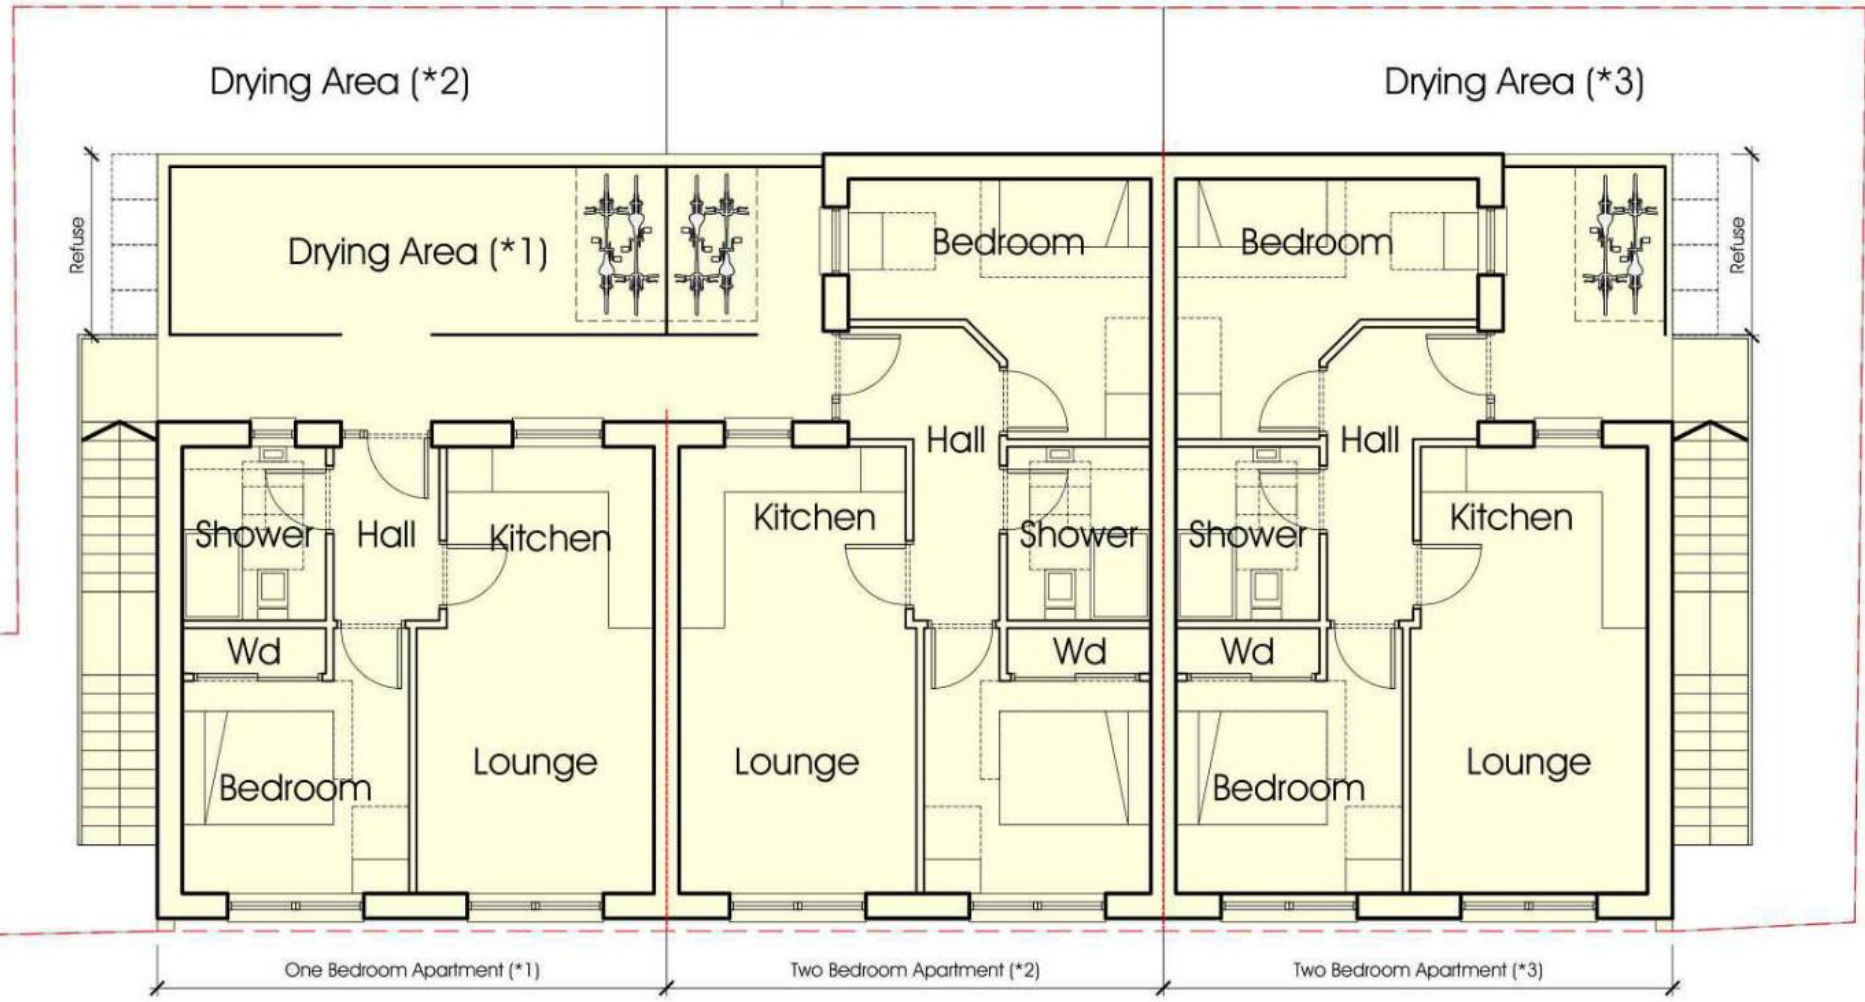 Drying Area (*2)
Drying Area (*3)
Refuse
Drying Area (*1)
Bedroom
Bedroom
Refuse
Hall
Hall
Shower
Hall
Kitchen
Kitchen
Shower
Shower
Kitchen
Wd
Wd
Wd
Bedroom
Lounge
Lounge
Bedroom
Lounge
One Bedroom Apartment (*1)
Two Bedroom Apartment (*2)
Two Bedroom Apartment (*3)